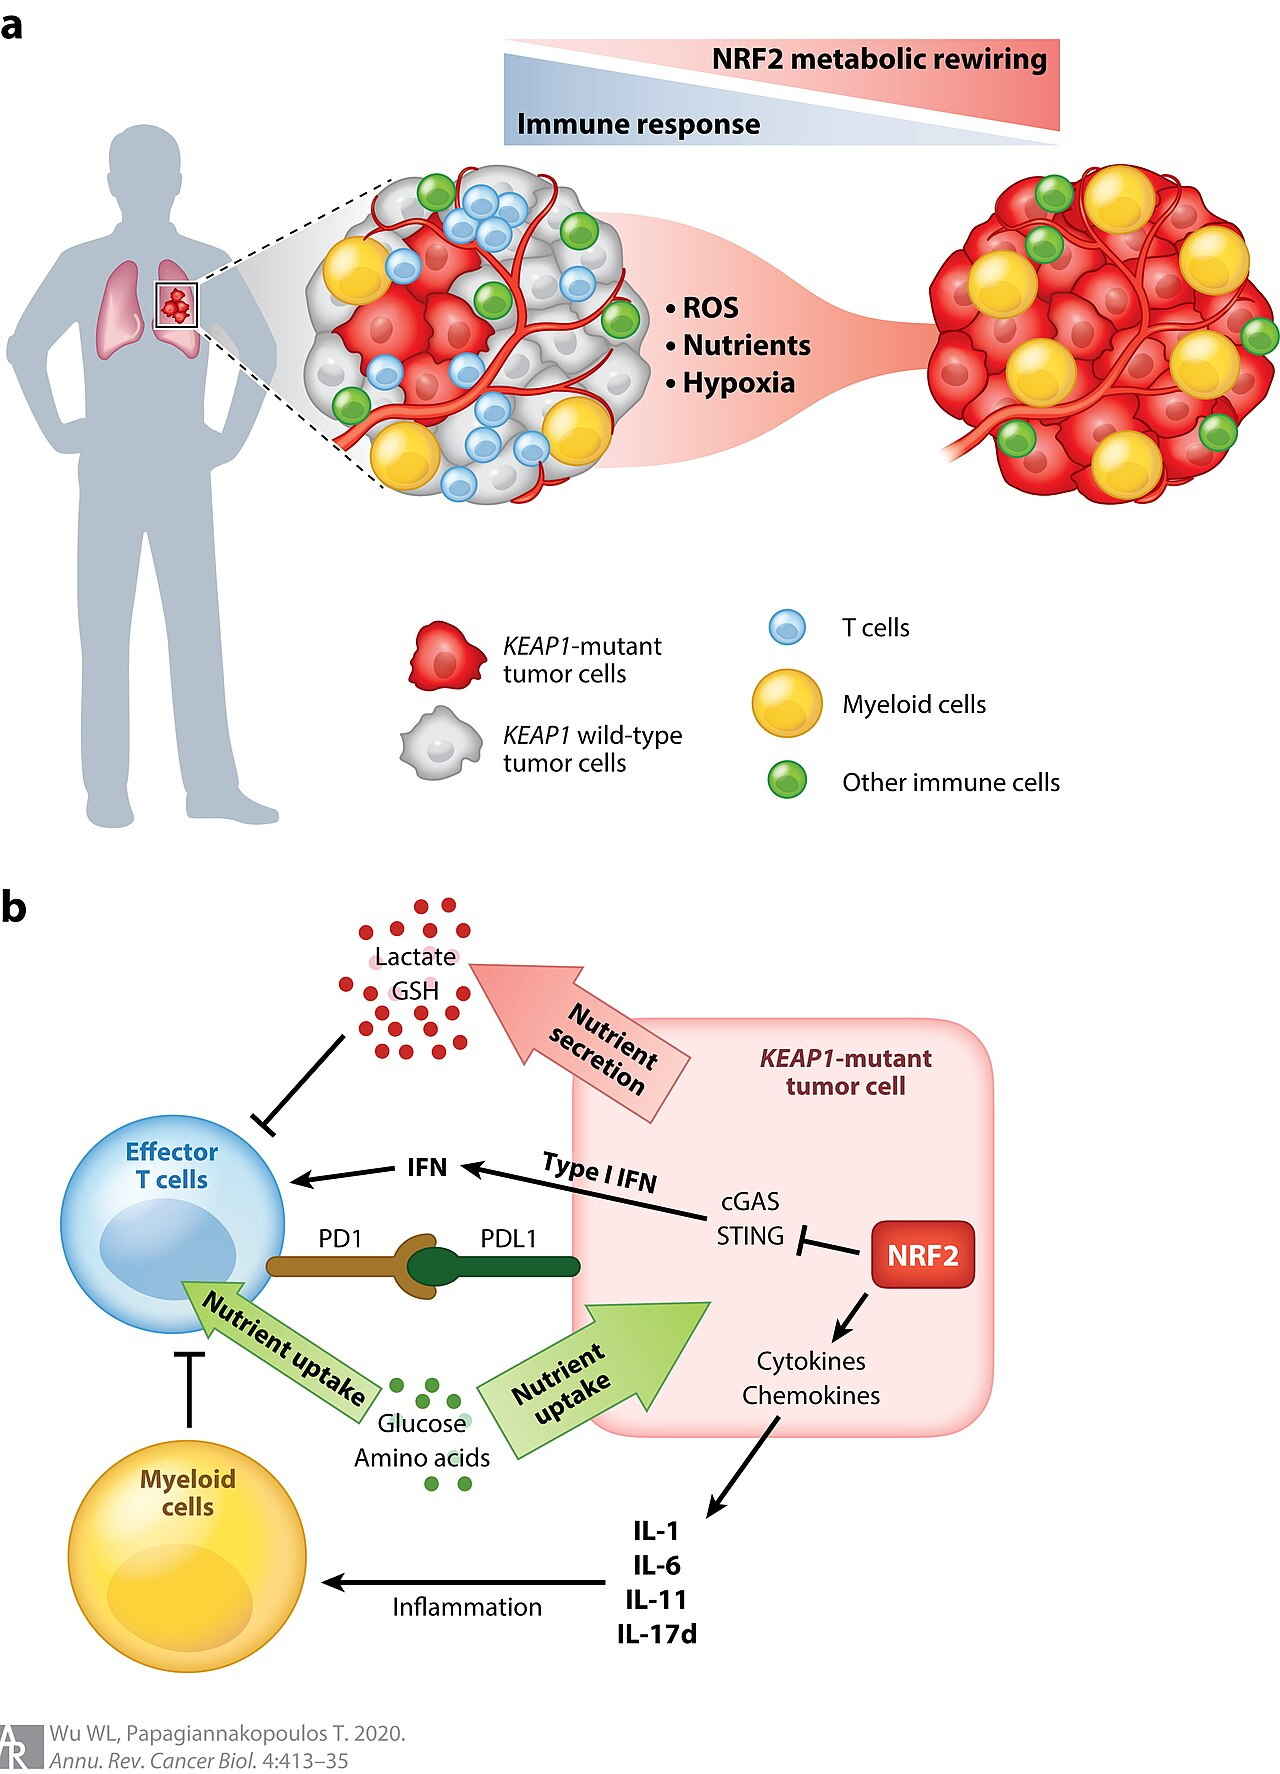 a
NRF2 metabolic rewiring
Immune response
• ROS
• Nutrients
• Hypoxia
KEAP1-mutant
tumor cells
KEAP1 wild-type
tumor cells
T cells
Myeloid cells
Other immune cells
b
Lactate
GSH
Nutrient
secretion
KEAP1-mutant
tumor cell
Effector
T cells
IFN
Type I IFN
cGAS
STING
NRF2
PD1
PDL1
Nutrient uptake
Nutrient
uptake
Glucose
Amino acids
Cytokines
Chemokines
Myeloid
cells
IL-1
IL-6
IL-11
IL-17d
Inflammation
AR
Wu WL, Papagiannakopoulos T. 2020.
Annu. Rev. Cancer Biol. 4:413–35